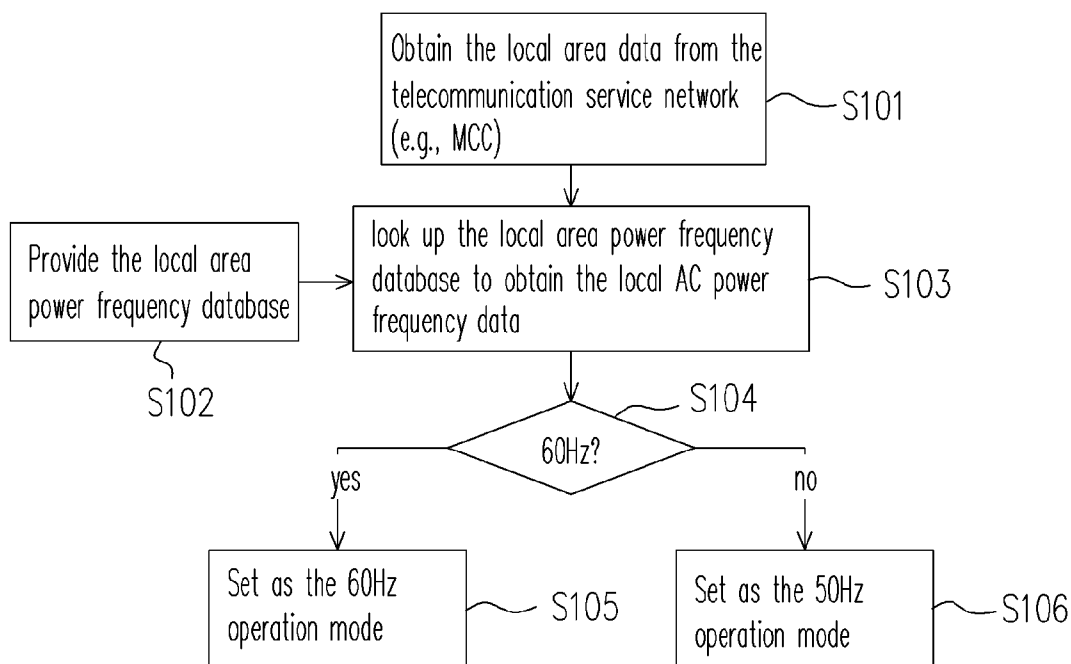 Obtain the local area data from the
telecommunication service network
(e.g., MCC)
S101
look up the local area power frequency
database to obtain the local AC power
frequency data
S103
Provide the local area
power frequency database
S102
S104
60Hz?
yes
no
Set as the 60Hz
operation mode
S105
Set as the 50Hz
operation mode
S106